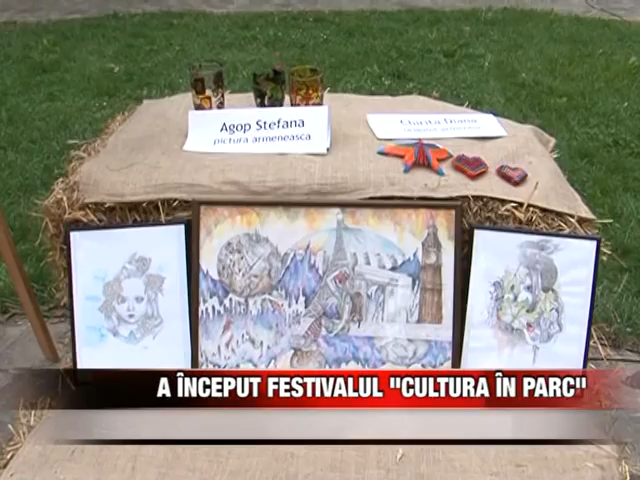 Agop Stefana
pictura armeneasca
A ÎNCEPUT FESTIVALUL "CULTURA ÎN PARC"